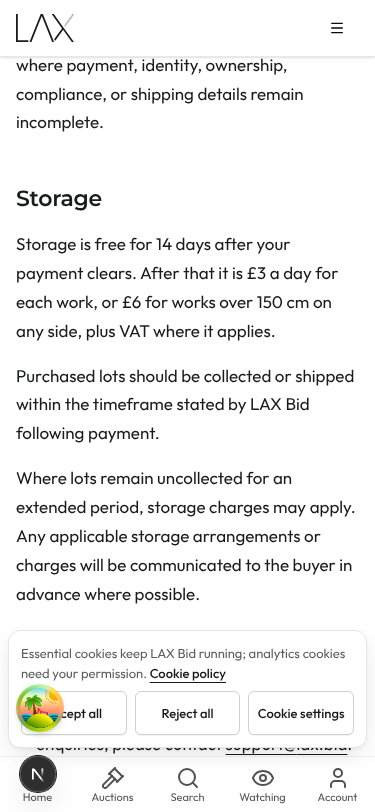 LAX
where payment, identity, ownership,
compliance, or shipping details remain
incomplete.
Storage
Storage is free for 14 days after your
payment clears. After that it is £3 a day for
each work, or £6 for works over 150 cm on
any side, plus VAT where it applies.
Purchased lots should be collected or shipped
within the timeframe stated by LAX Bid
following payment.
Where lots remain uncollected for an
extended period, storage charges may apply.
Any applicable storage arrangements or
charges will be communicated to the buyer in
advance where possible.
Essential cookies keep LAX Bid running; analytics cookies
need your permission. Cookie policy
cept all Reject all Cookie settings
enquiries, please contact
N
Home Auctions Search Watching Account